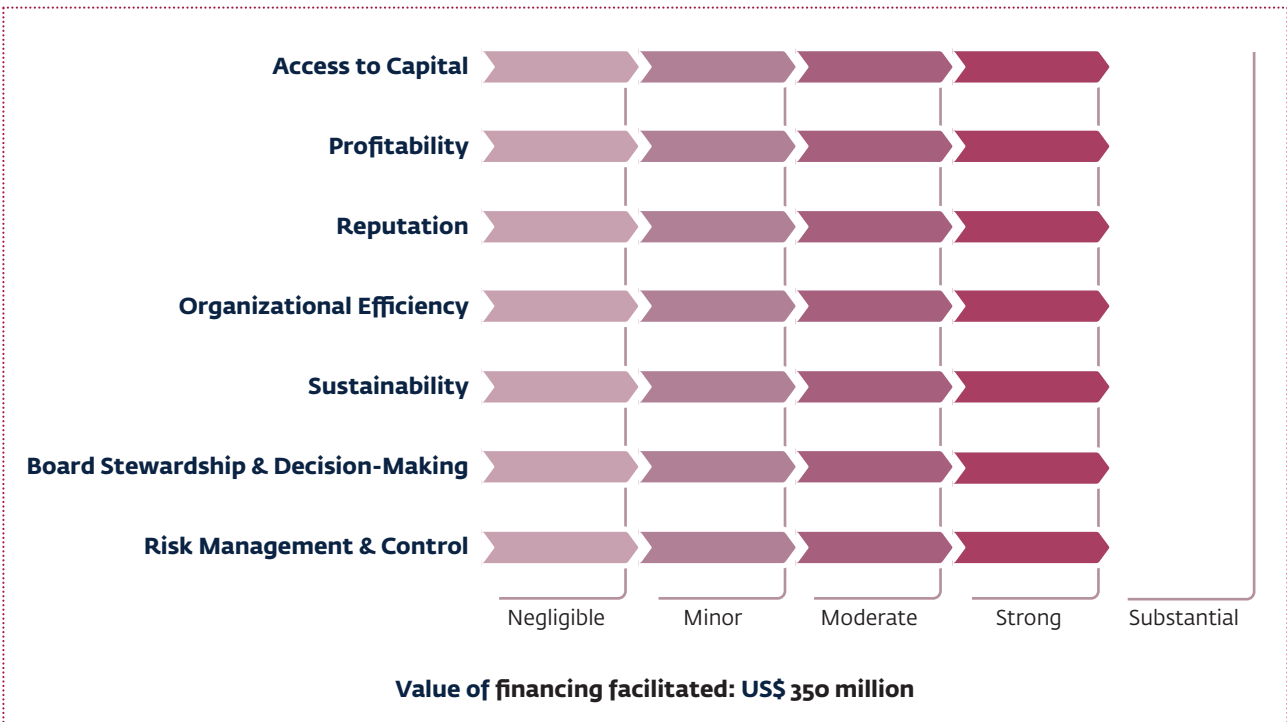 Access to Capital
Profitability
Reputation
Organizational Efficiency
Sustainability
Board Stewardship & Decision-Making
Risk Management & Control
Negligible Minor Moderate Strong Substantial
Value of financing facilitated: US$ 350 million